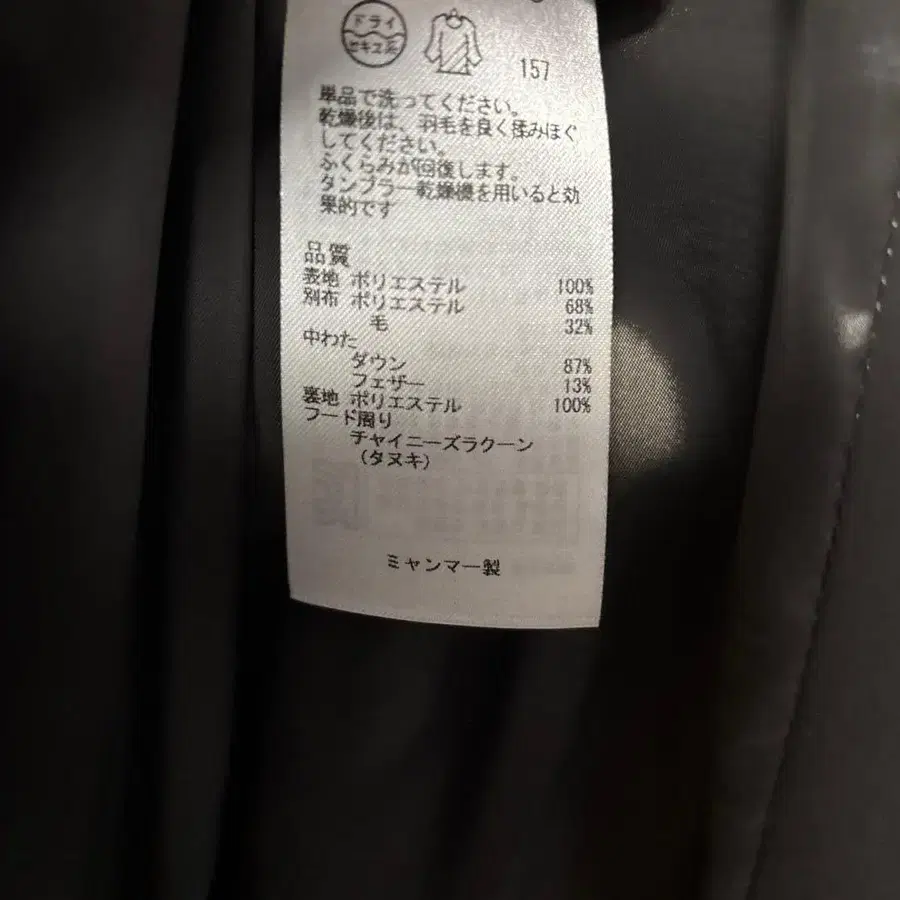 ドライ
セキユ系
157
単品で洗ってください。
乾燥後は、羽毛を良く揉みほぐ
してください。
ふくらみが回復します。
タンブラー乾燥機を用いると効
果的です
品質
表地 ポリエステル 100%
別布 ポリエステル 68%
毛 32%
中わた
ダウン 87%
フェザー 13%
裏地 ポリエステル 100%
フード周り
チャイニーズラクーン
(タヌキ)
ミャンマー製